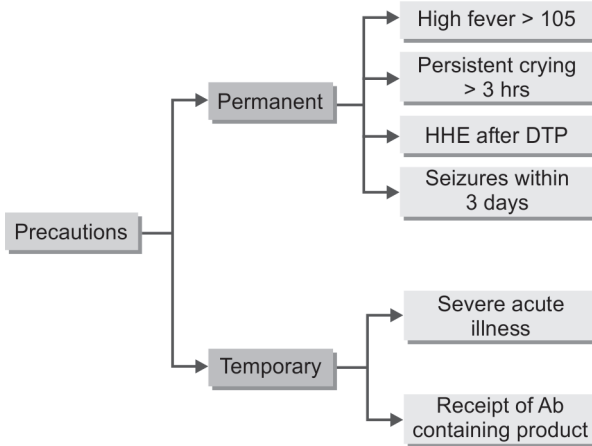 High fever > 105
Persistent crying
> 3 hrs
Permanent
HHE after DTP
Seizures within
3 days
Precautions
Severe acute
illness
Temporary
Receipt of Ab
containing product